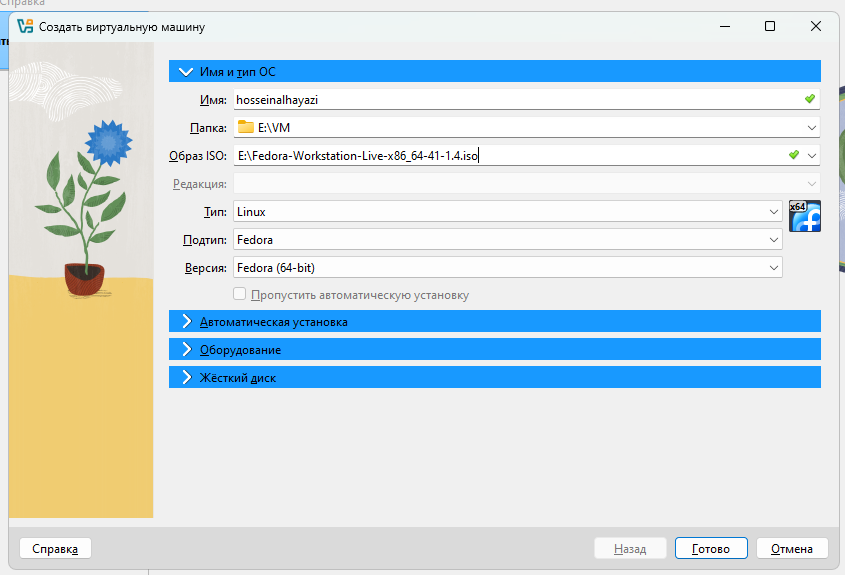 Справка
Создать виртуальную машину
Имя и тип ОС
Имя: hosseinalhayazi
Папка: E:\VM
Образ ISO: E:\Fedora-Workstation-Live-x86_64-41-1.4.iso
Редакция:
Тип: Linux
x64
Подтип: Fedora
Версия: Fedora (64-bit)
Пропустить автоматическую установку
Автоматическая установка
Оборудование
Жёсткий диск
Справка Назад Готово Отмена